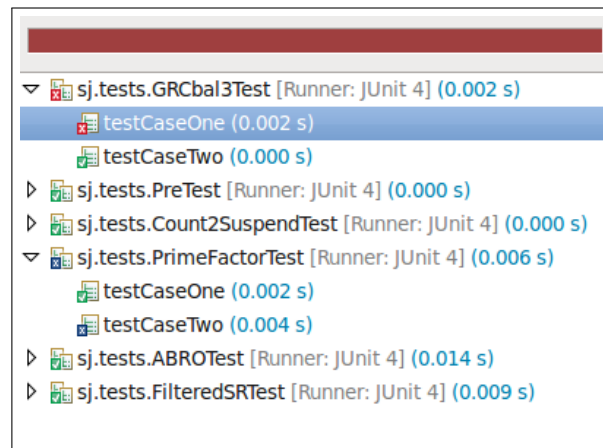 sj.tests.GRCbal3Test [Runner: JUnit 4] (0.002 s)
testCaseOne (0.002 s)
testCaseTwo (0.000 s)
sj.tests.PreTest [Runner: JUnit 4] (0.000 s)
sj.tests.Count2SuspendTest [Runner: JUnit 4] (0.000 s)
sj.tests.PrimeFactorTest [Runner: JUnit 4] (0.006 s)
testCaseOne (0.002 s)
testCaseTwo (0.004 s)
sj.tests.ABROTest [Runner: JUnit 4] (0.014 s)
sj.tests.FilteredSRTest [Runner: JUnit 4] (0.009 s)